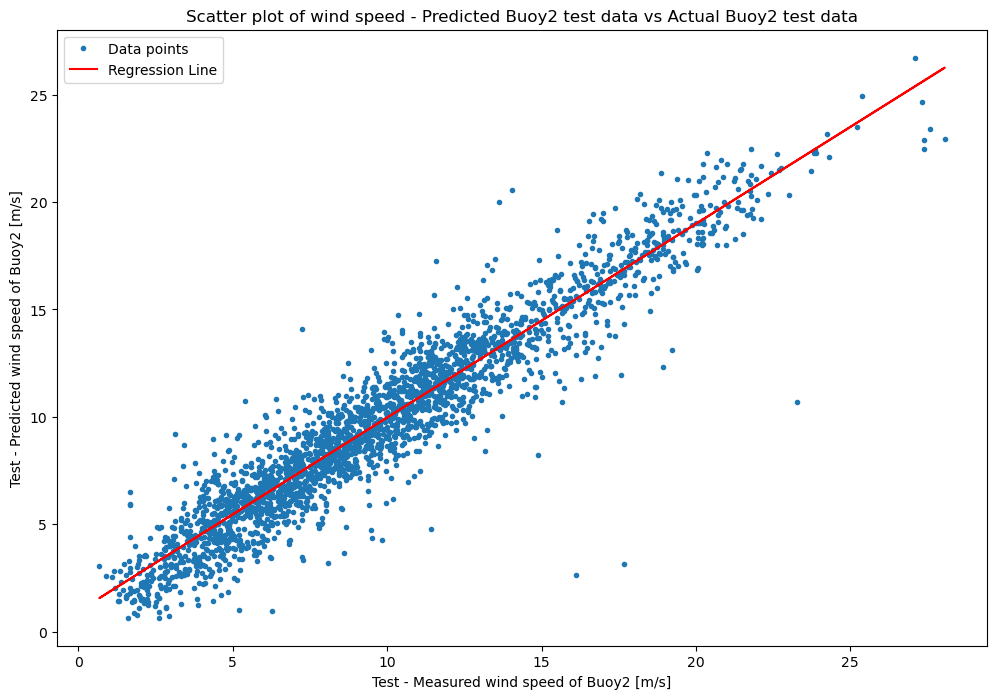 Scatter plot of wind speed - Predicted Buoy2 test data vs Actual Buoy2 test data
Data points
Regression Line
Test - Predicted wind speed of Buoy2 [m/s]
25
20
15
10
5
0
0 5 10 15 20 25
Test - Measured wind speed of Buoy2 [m/s]